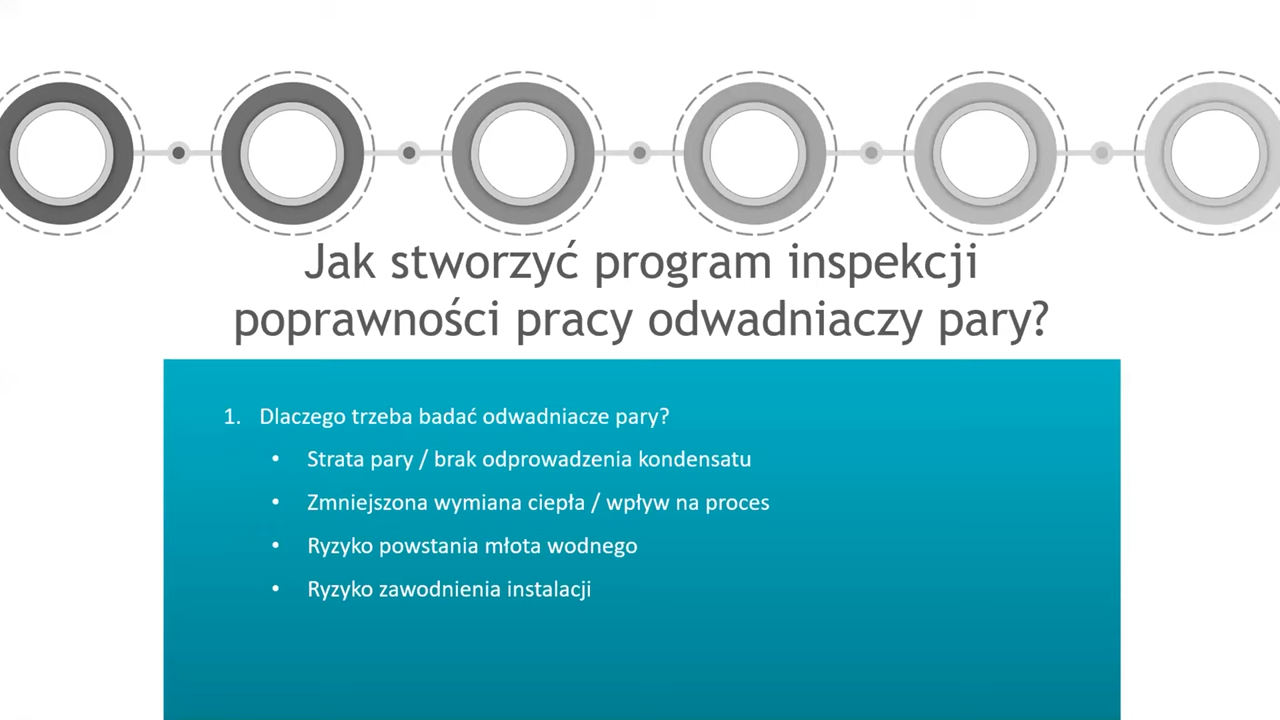 Jak stworzyć program inspekcji
poprawności pracy odwadniaczy pary?
1. Dlaczego trzeba badać odwadniacze pary?
• Strata pary / brak odprowadzenia kondensatu
• Zmniejszona wymiana ciepła / wpływ na proces
• Ryzyko powstania młota wodnego
• Ryzyko zawodnienia instalacji